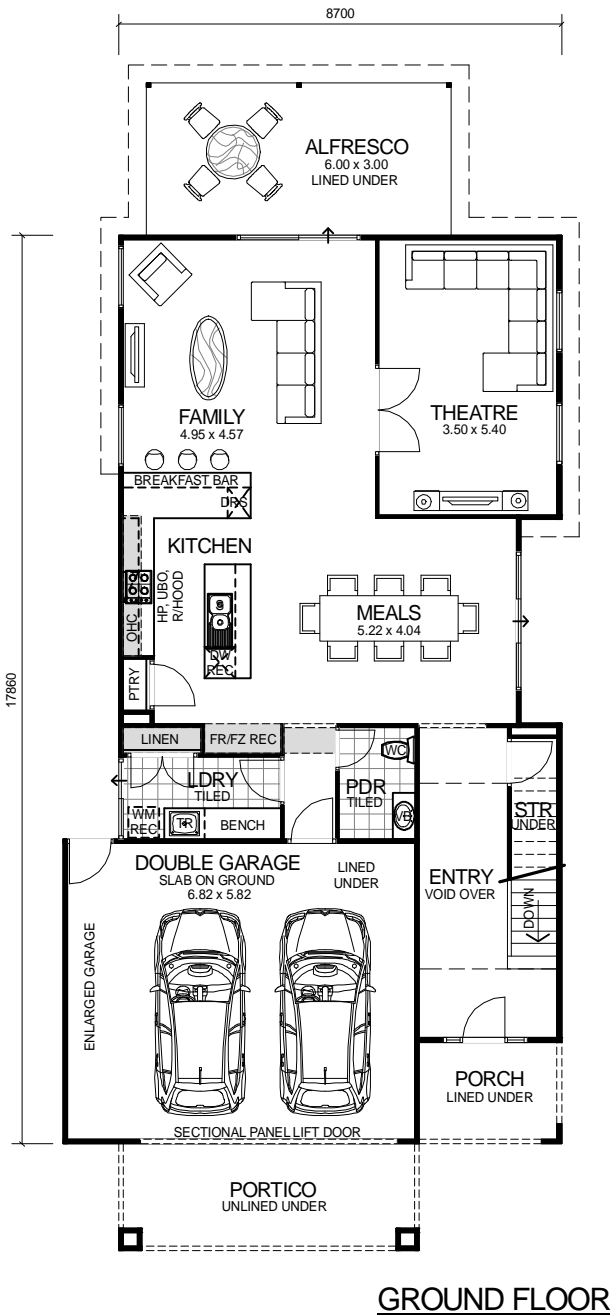 8700
ALFRESCO
6.00 x 3.00
LINED UNDER
FAMILY
4.95 x 4.57
THEATRE
3.50 x 5.40
BREAKFAST BAR
DRS
KITCHEN
OHC
HP, UBO,
R/HOOD
MEALS
5.22 x 4.04
DW
REC
PTRY
17860
LINEN
FR/FZ REC
LDRY
TILED
WC
PDR
TILED
WM
REC
TR
BENCH
VB
STR
UNDER
ENTRY
VOID OVER
DOWN
DOUBLE GARAGE
SLAB ON GROUND
6.82 x 5.82
LINED
UNDER
ENLARGED GARAGE
PORCH
LINED UNDER
SECTIONAL PANEL LIFT DOOR
PORTICO
UNLINED UNDER
GROUND FLOOR